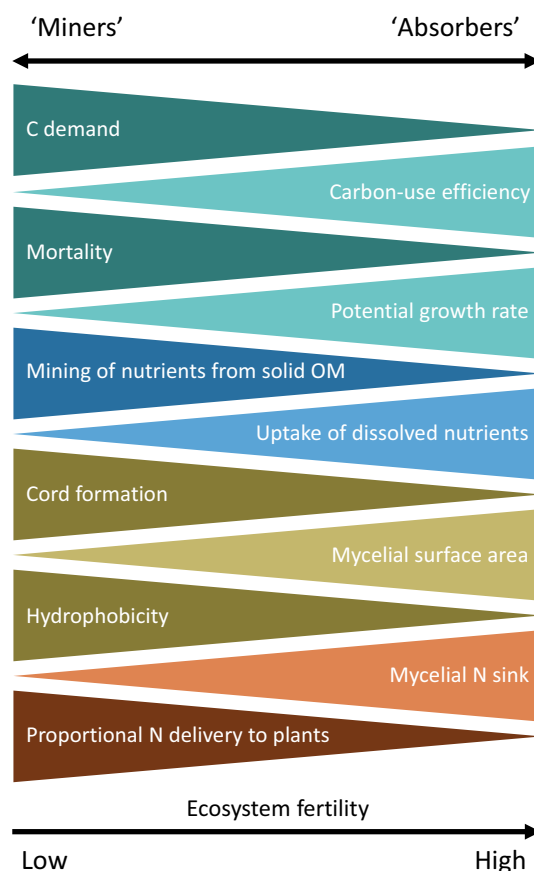 ‘Miners’ ‘Absorbers’
C demand
Carbon-use efficiency
Mortality
Potential growth rate
Mining of nutrients from solid OM
Uptake of dissolved nutrients
Cord formation
Mycelial surface area
Hydrophobicity
Mycelial N sink
Proportional N delivery to plants
Ecosystem fertility
Low High